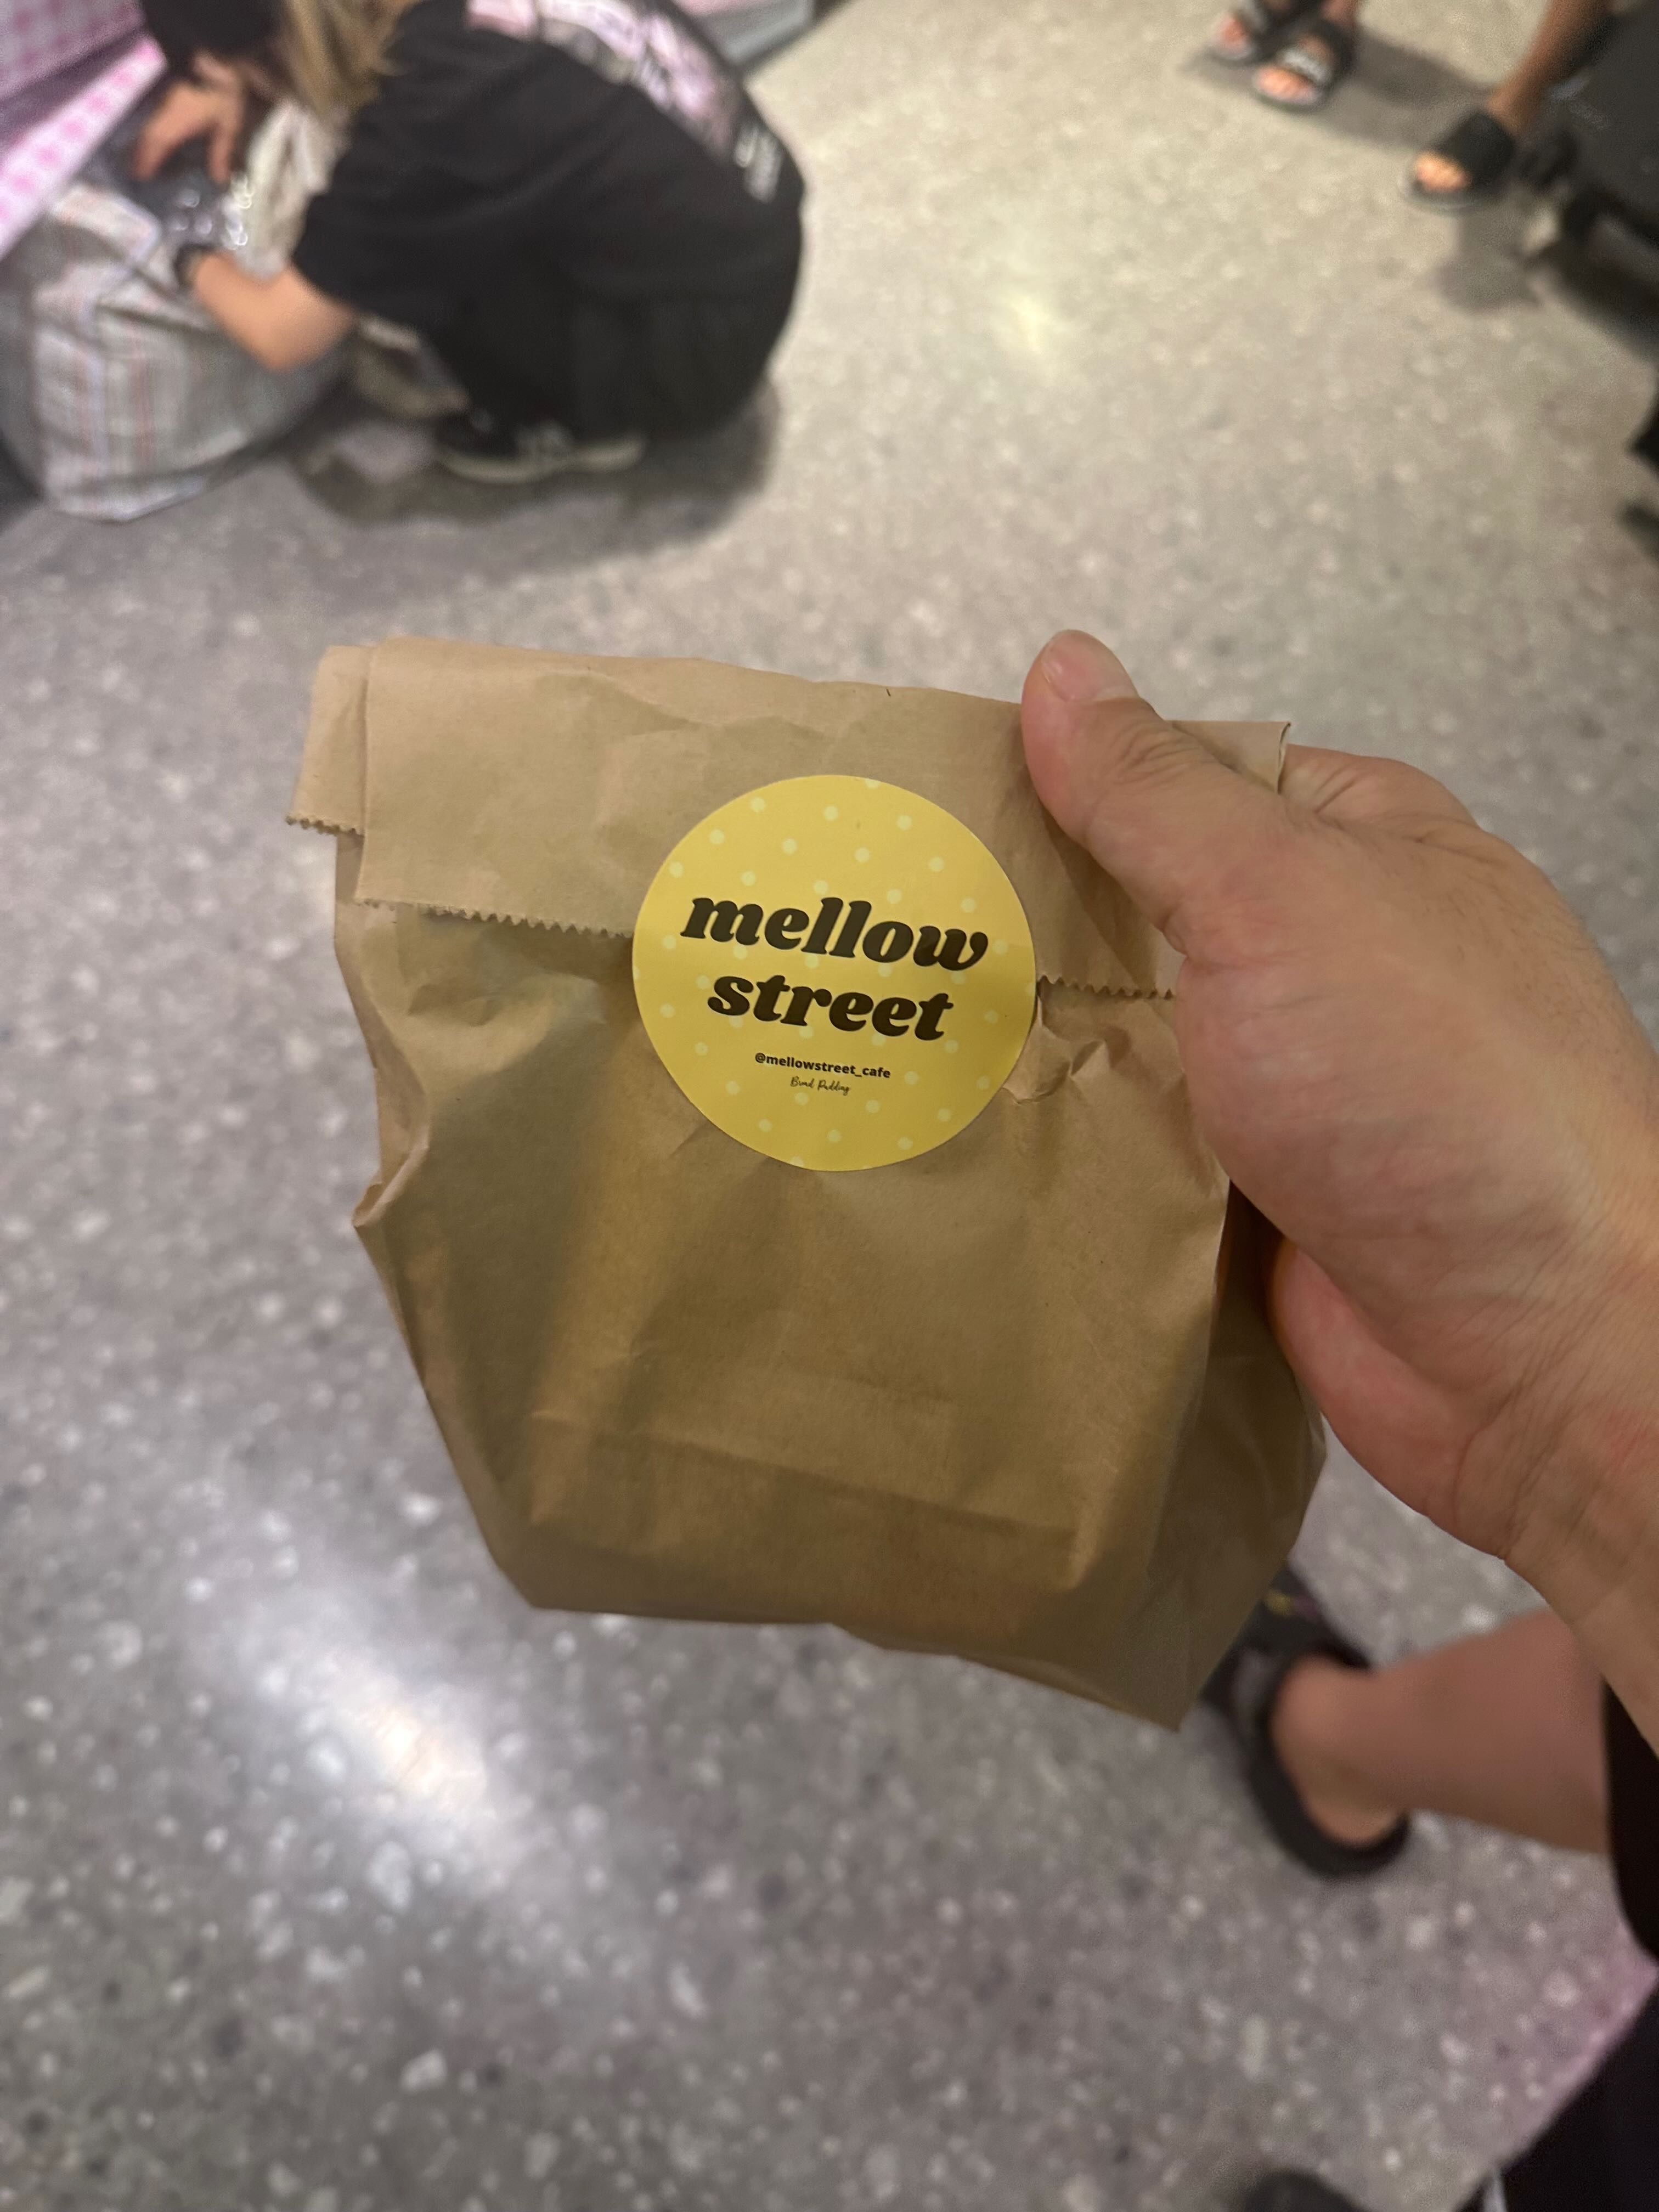 mellow
street
@mellowstreet_cafe
Bread Pudding